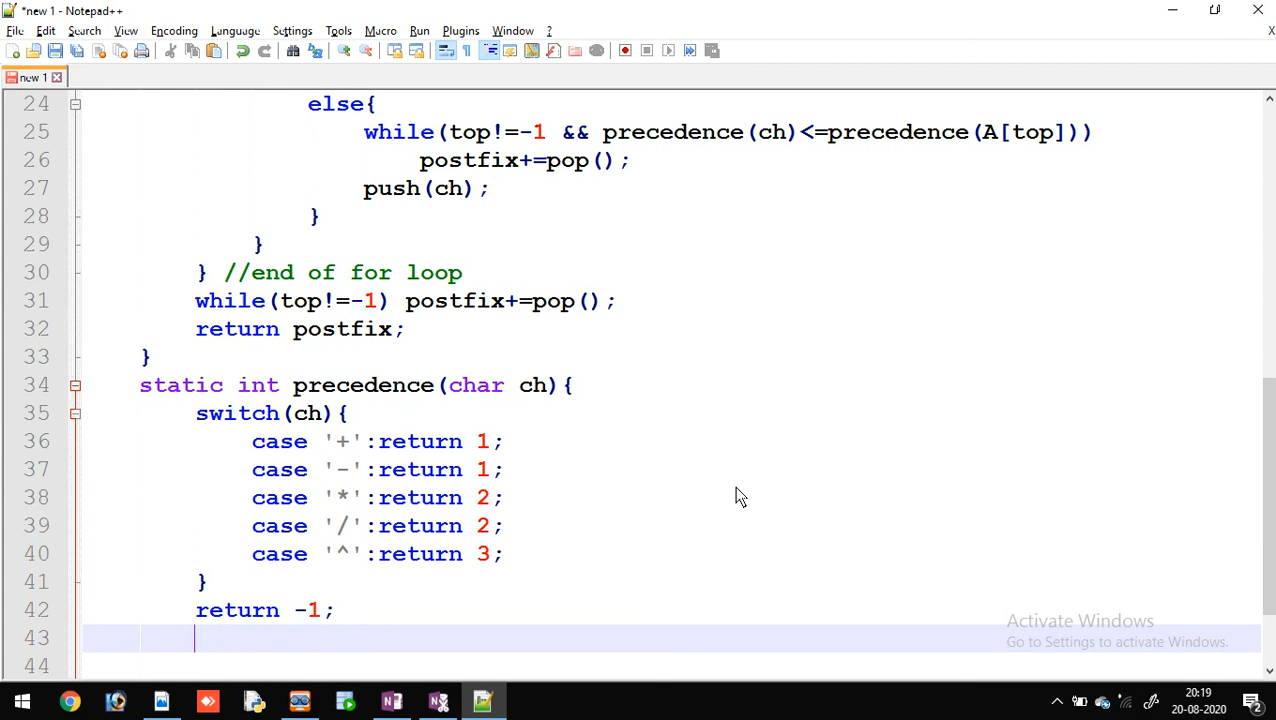 *new 1 - Notepad++
File Edit Search View Encoding Language Settings Tools Macro Run Plugins Window ? X
new 1
24 else{
25 while(top!=-1 && precedence(ch)<=precedence(A[top]))
26 postfix+=pop();
27 push(ch);
28 }
29 }
30 } //end of for loop
31 while(top!=-1) postfix+=pop();
32 return postfix;
33 }
34 static int precedence(char ch){
35 switch(ch){
36 case '+':return 1;
37 case '-':return 1;
38 case '*':return 2;
39 case '/':return 2;
40 case '^':return 3;
41 }
42 return -1;
43
44
Activate Windows
Go to Settings to activate Windows.
20:19
20-08-2020
2